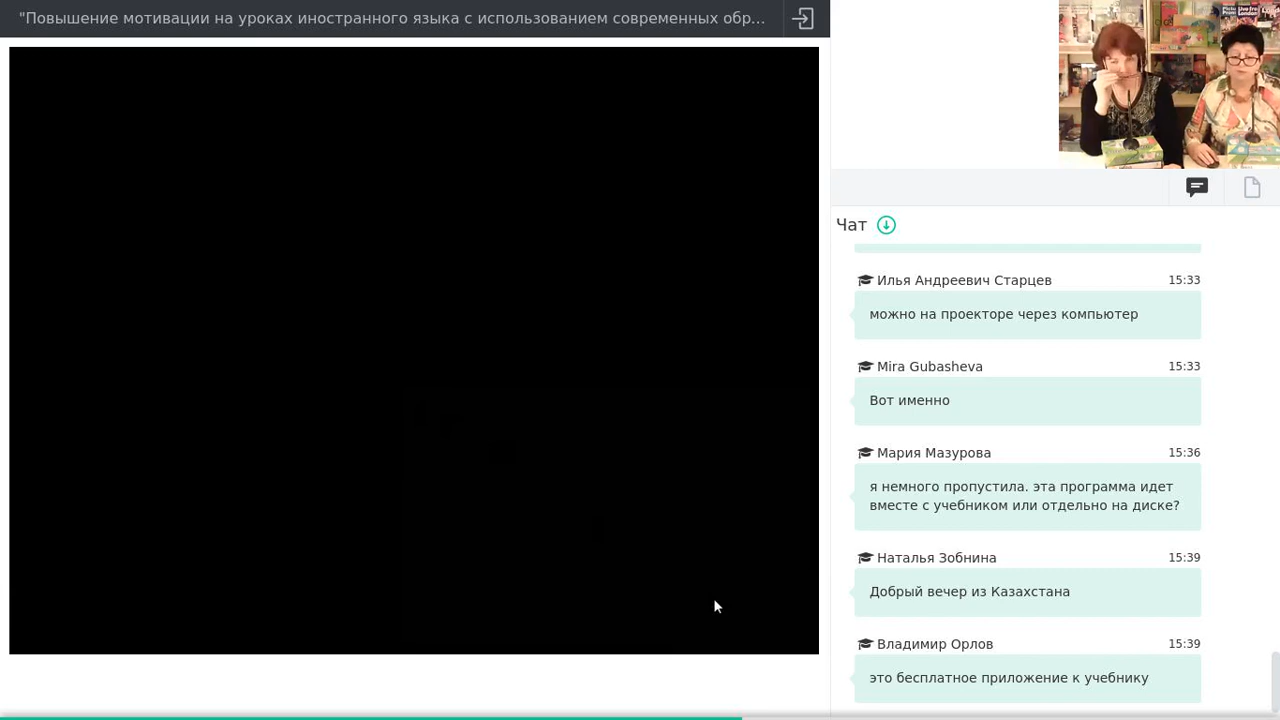 "Повышение мотивации на уроках иностранного языка с использованием современных обр...
Чат
Илья Андреевич Старцев 15:33
можно на проекторе через компьютер
Mira Gubasheva 15:33
Вот именно
Мария Мазурова 15:36
я немного пропустила. эта программа идет
вместе с учебником или отдельно на диске?
Наталья Зобнина 15:39
Добрый вечер из Казахстана
Владимир Орлов 15:39
это бесплатное приложение к учебнику